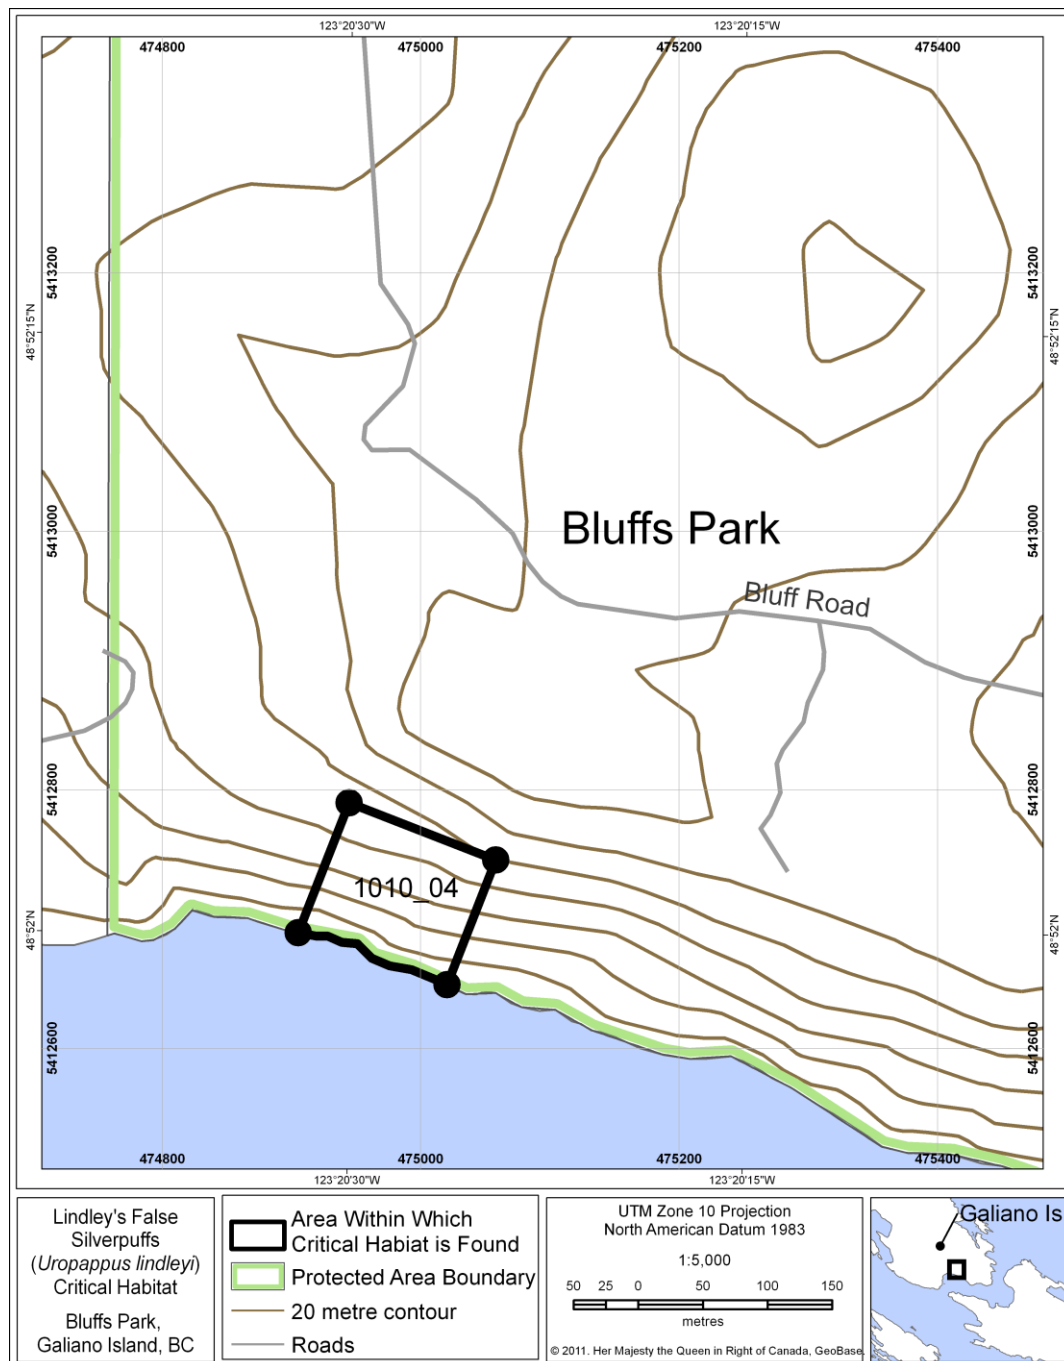 123°20'30"W
123°20'15"W
474800
475000
475200
475400
5413200
5413200
48°52'15"N
48°52'15"N
5413000
5413000
Bluffs Park
Bluff Road
5412800
5412800
1010_04
48°52'N
48°52'N
5412600
5412600
474800
475000
475200
475400
123°20'30"W
123°20'15"W
Lindley's False
Silverpuffs
(Uropappus lindleyi)
Critical Habitat
Bluffs Park,
Galiano Island, BC
Area Within Which
Critical Habiat is Found
Protected Area Boundary
20 metre contour
Roads
UTM Zone 10 Projection
North American Datum 1983
1:5,000
50 25 0 50 100 150
metres
© 2011. Her Majesty the Queen in Right of Canada, GeoBase.
Galiano Is